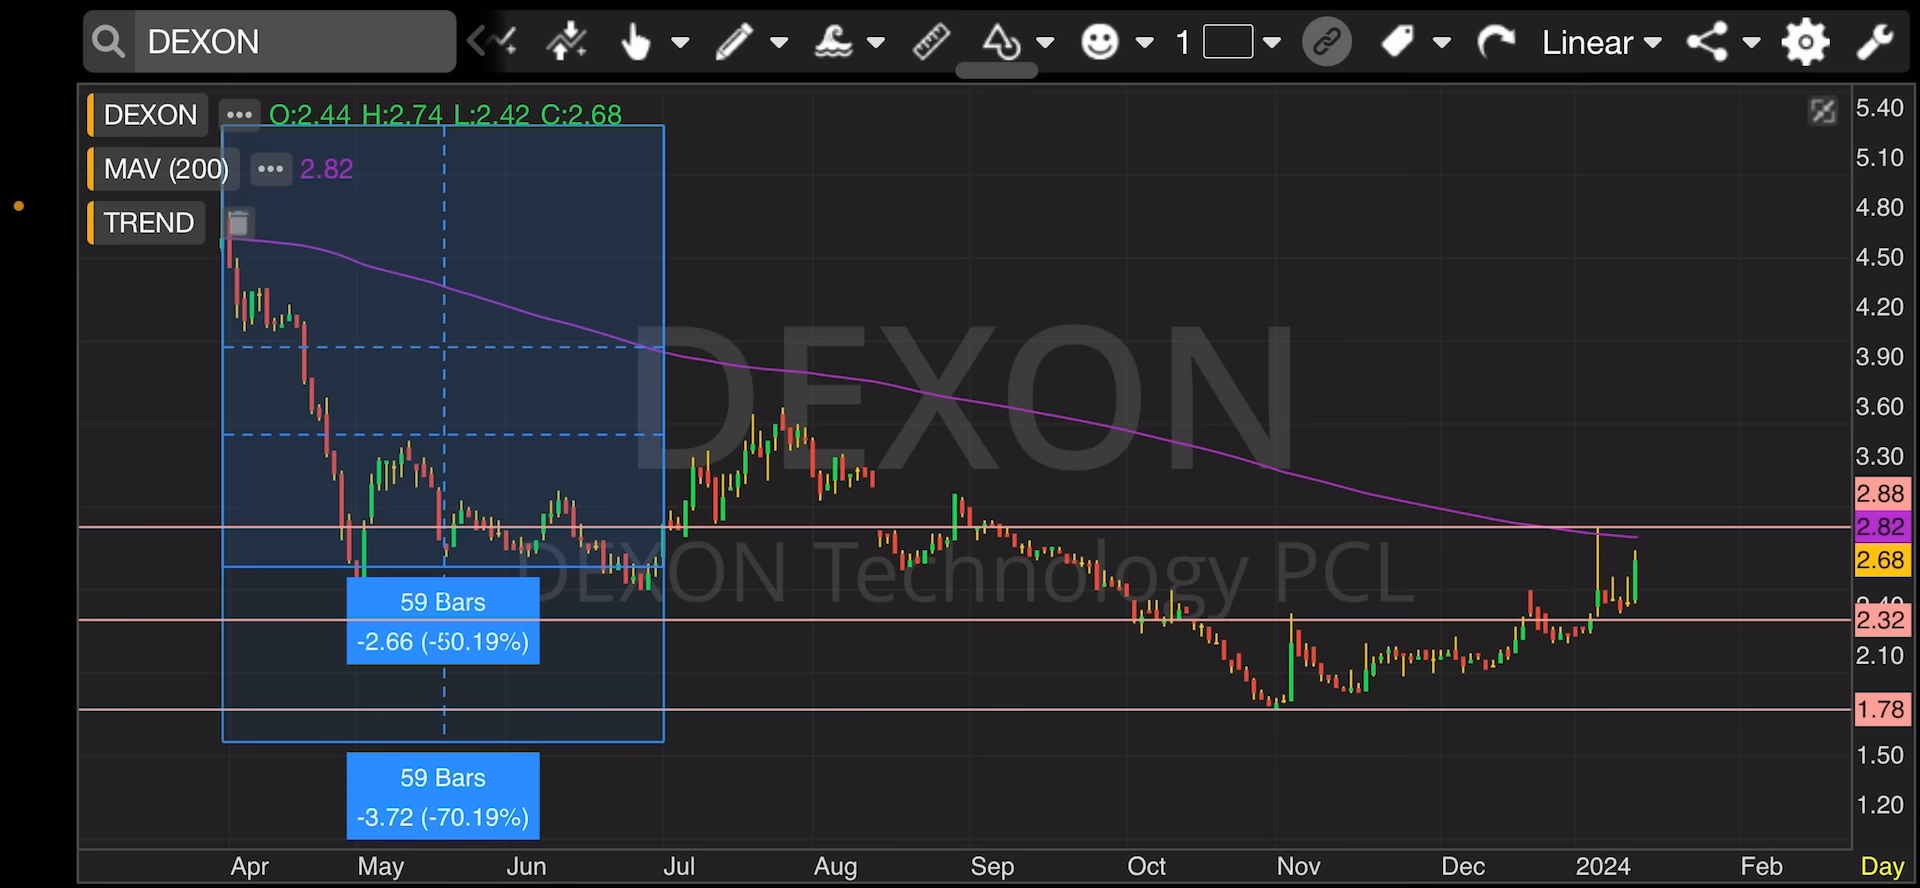 DEXON
1
Linear
DEXON ••• O:2.44 H:2.74 L:2.42 C:2.68
MAV (200) ••• 2.82
TREND
DEXON
DEXON Technology PCL
59 Bars
-2.66 (-50.19%)
59 Bars
-3.72 (-70.19%)
5.40
5.10
4.80
4.50
4.20
3.90
3.60
3.30
2.88
2.82
2.68
2.40
2.32
2.10
1.78
1.50
1.20
Apr May Jun Jul Aug Sep Oct Nov Dec 2024 Feb Day